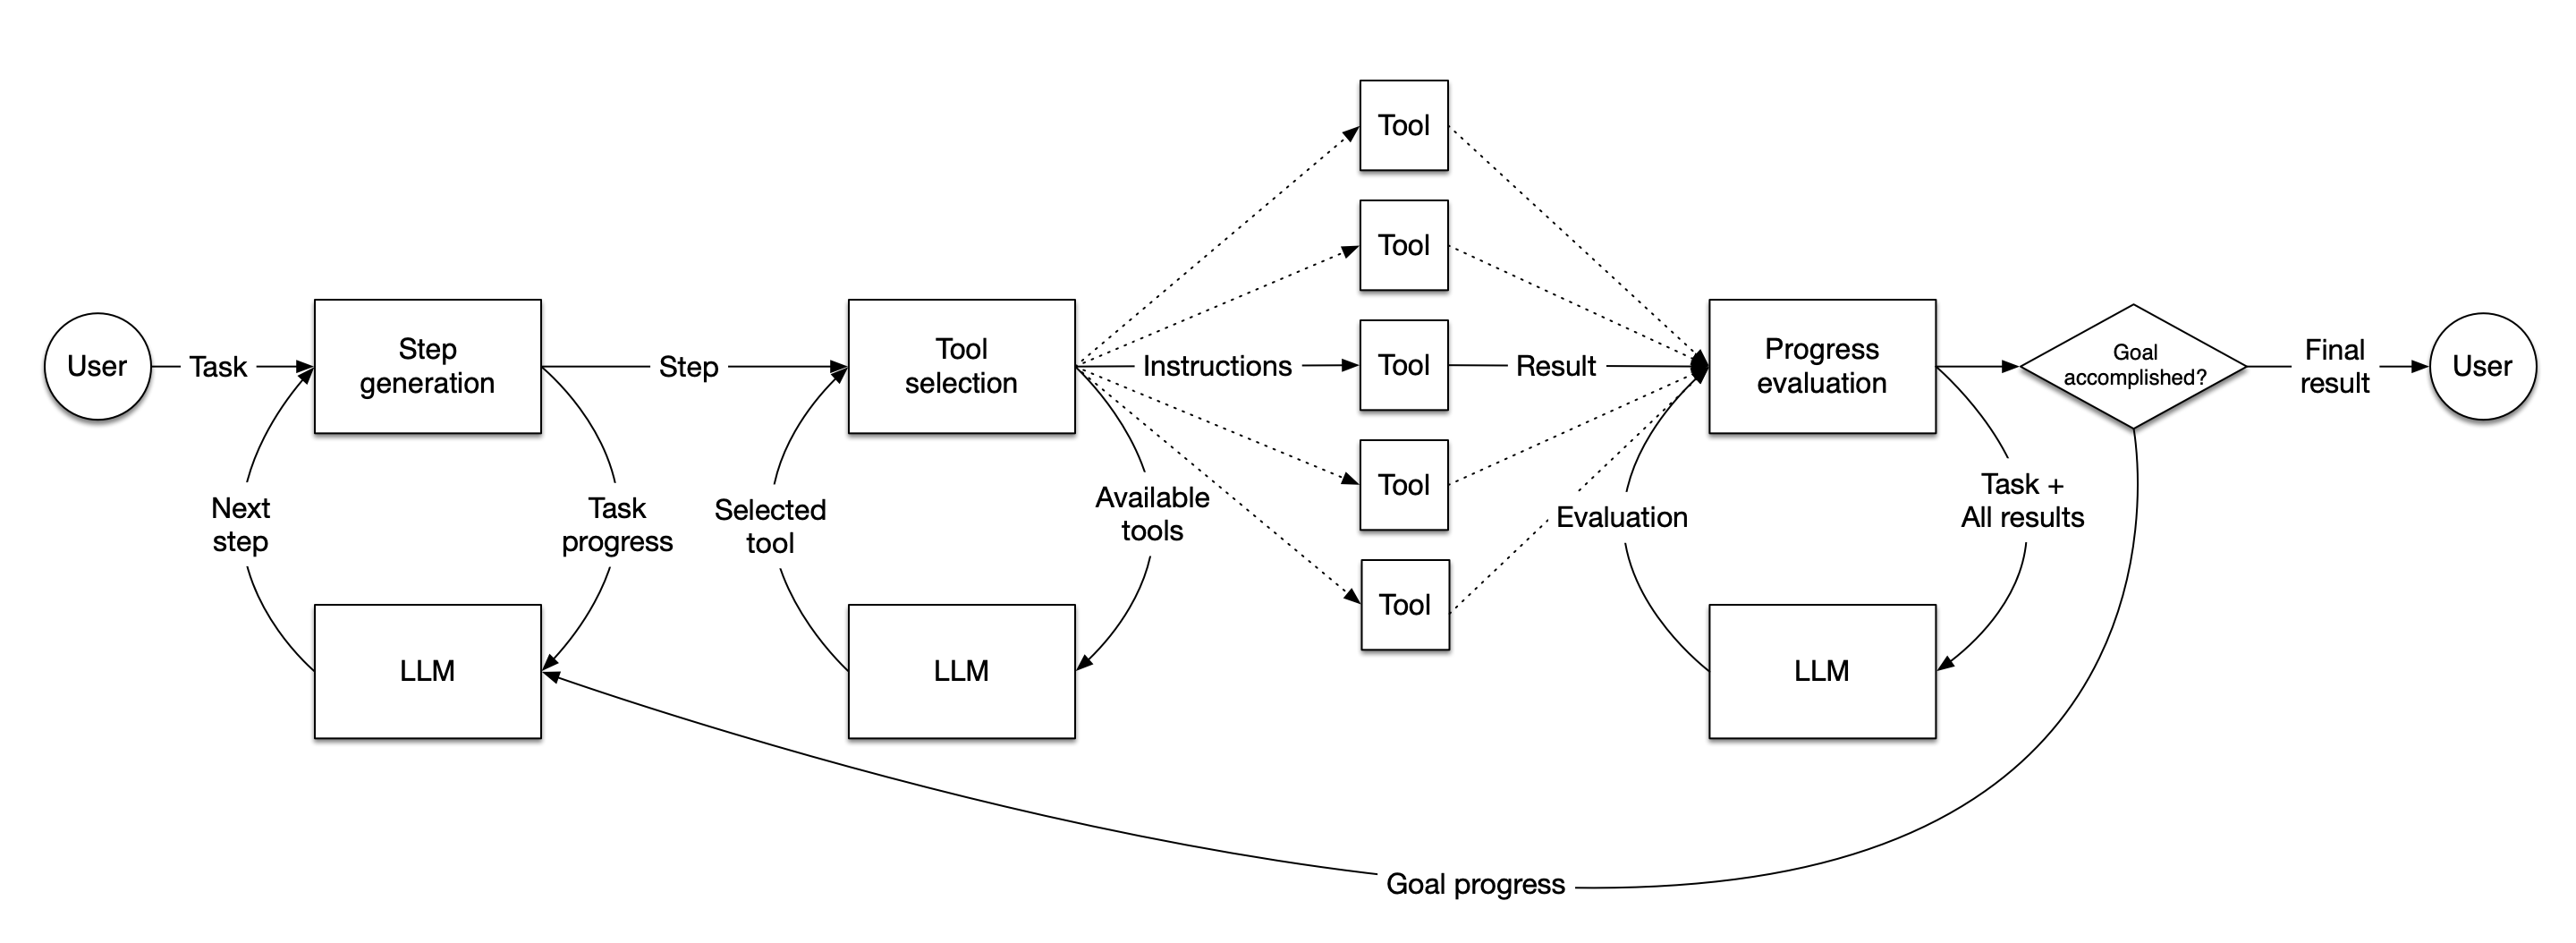 User
Task
Step
generation
Step
Tool
selection
Instructions
Tool
Tool
Tool
Tool
Tool
Result
Progress
evaluation
Goal
accomplished?
Final
result
User
Next
step
Task
progress
Selected
tool
Available
tools
Evaluation
Task +
All results
LLM
LLM
LLM
Goal progress